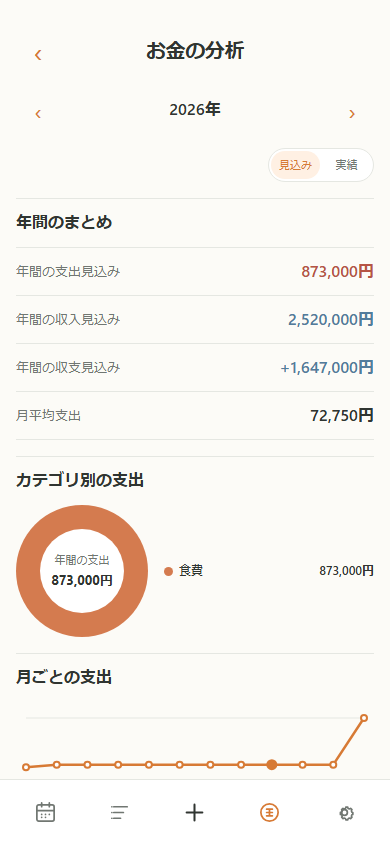 お金の分析
2026年
見込み 実績
年間のまとめ
年間の支出見込み 873,000円
年間の収入見込み 2,520,000円
年間の収支見込み +1,647,000円
月平均支出 72,750円
カテゴリ別の支出
年間の支出
873,000円
食費 873,000円
月ごとの支出